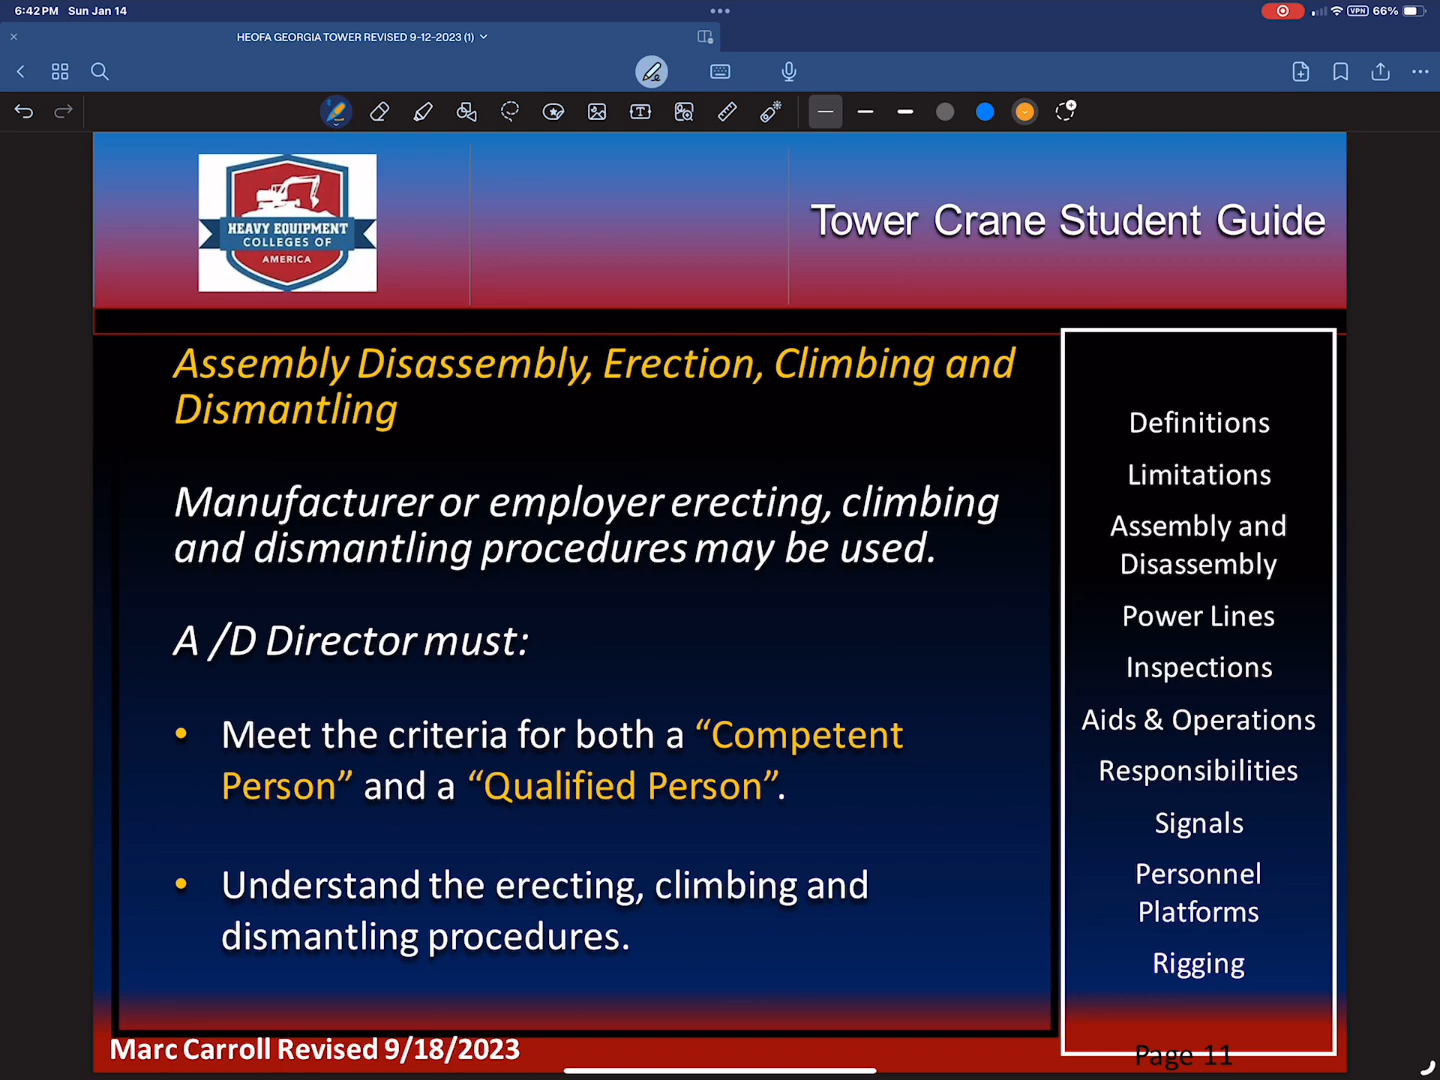 6:42 PM Sun Jan 14
VPN 66%
HEOFA GEORGIA TOWER REVISED 9-12-2023 (1)
HEAVY EQUIPMENT
COLLEGES OF
AMERICA
Tower Crane Student Guide
Assembly Disassembly, Erection, Climbing and
Dismantling
Manufacturer or employer erecting, climbing
and dismantling procedures may be used.
A /D Director must:
• Meet the criteria for both a “Competent
Person” and a “Qualified Person”.
• Understand the erecting, climbing and
dismantling procedures.
Definitions
Limitations
Assembly and
Disassembly
Power Lines
Inspections
Aids & Operations
Responsibilities
Signals
Personnel
Platforms
Rigging
Marc Carroll Revised 9/18/2023
Page 11